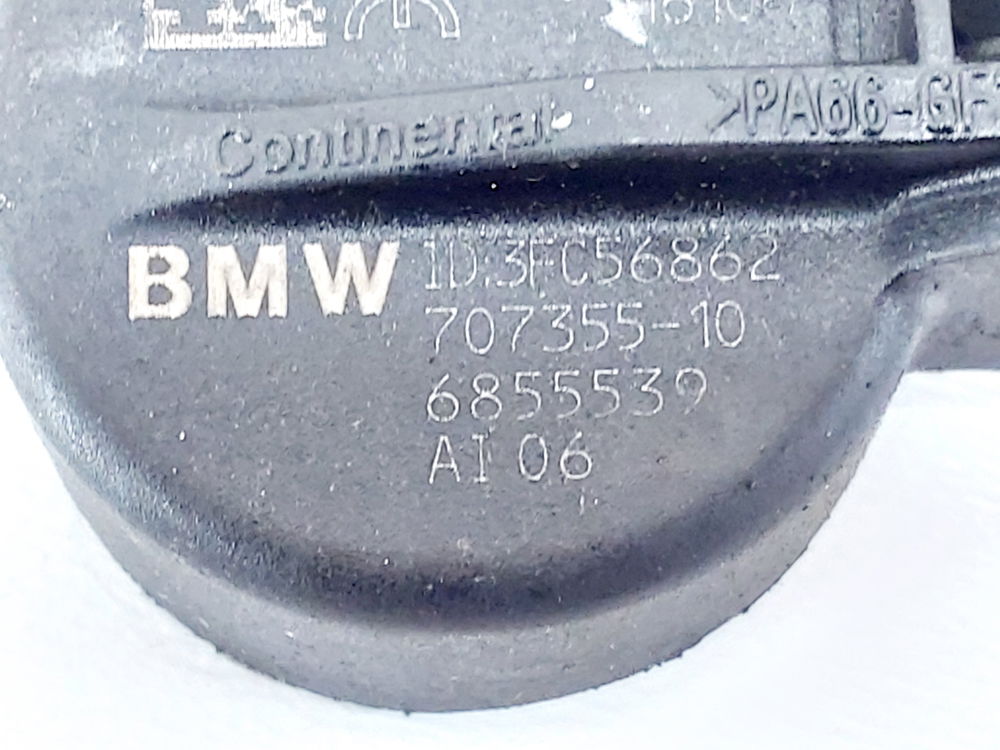 Continental
>PA66-GF
BMW ID:3FC56862
707355-10
6855539
AI 06